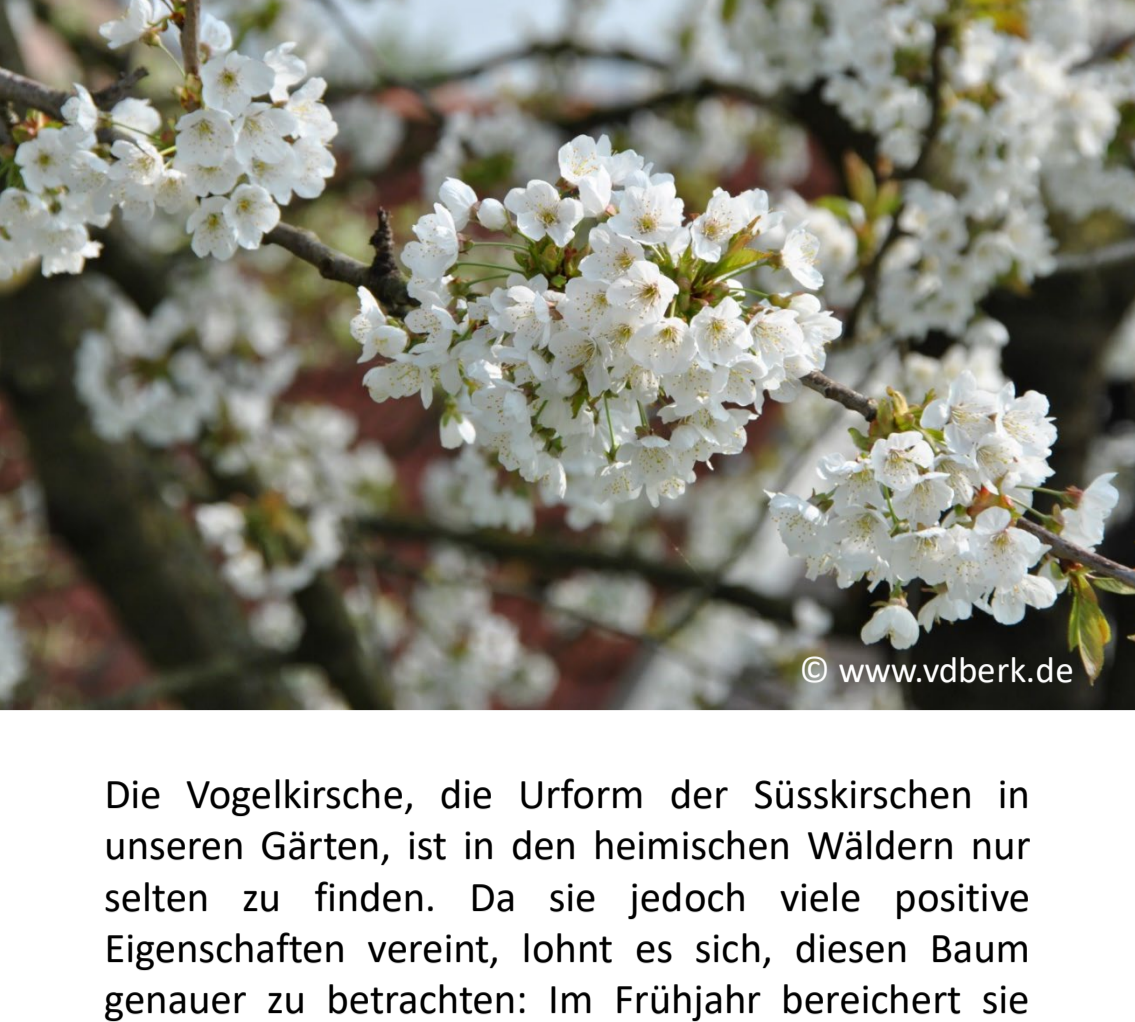 © www.vdberk.de
Die Vogelkirsche, die Urform der Süsskirschen in
unseren Gärten, ist in den heimischen Wäldern nur
selten zu finden. Da sie jedoch viele positive
Eigenschaften vereint, lohnt es sich, diesen Baum
genauer zu betrachten: Im Frühjahr bereichert sie